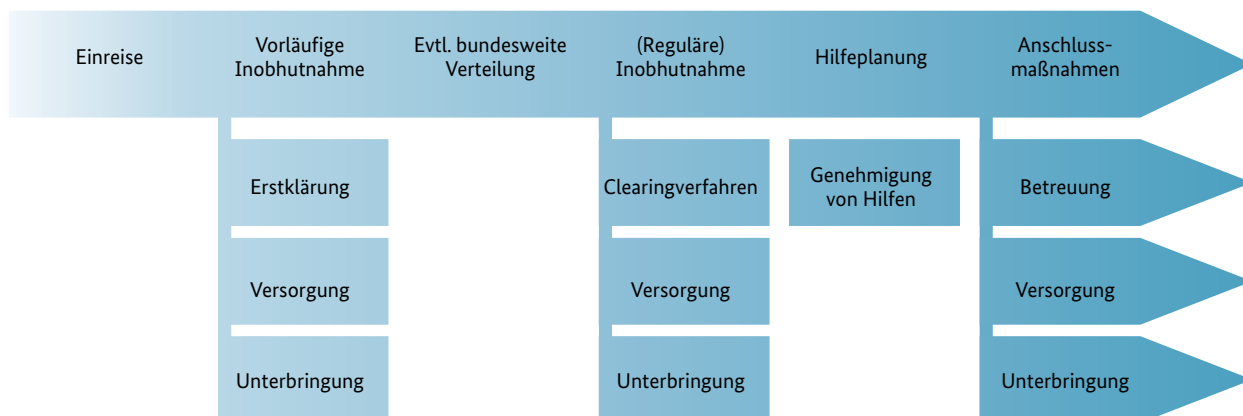 Einreise
Vorläufige
Inobhutnahme
Evtl. bundesweite
Verteilung
(Reguläre)
Inobhutnahme
Hilfeplanung
Anschluss-
maßnahmen
Erstklärung
Clearingverfahren
Genehmigung
von Hilfen
Betreuung
Versorgung
Versorgung
Versorgung
Unterbringung
Unterbringung
Unterbringung